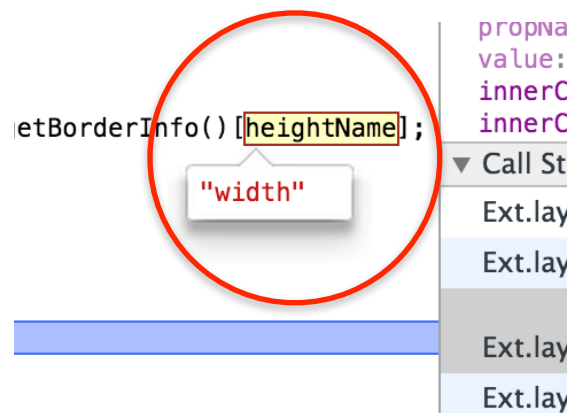 etBorderInfo()[heightName];
"width"
propNa
value:
innerC
innerC
▼ Call St
Ext.lay
Ext.lay
Ext.lay
Ext.lay